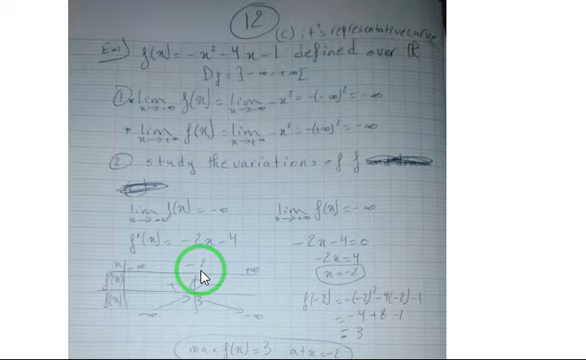 12
(C) it's representative curve
Ex1) f(x) = -x² - 4x - 1 defined over IR
Df = ]-∞, +∞[
① * lim x→-∞ f(x) = lim x→-∞ -x² = -(-∞)² = -∞
* lim x→+∞ f(x) = lim x→+∞ -x² = -(+∞)² = -∞
② study the variations of f
lim x→-∞ f(x) = -∞ lim x→+∞ f(x) = -∞
f'(x) = -2x - 4 -2x - 4 = 0
-2x = 4
x = -2
x -∞ -2 +∞
f'(x) +
f(x) -∞ 3 -∞
f(-2) = -(-2)² - 4(-2) - 1
= -4 + 8 - 1
= 3
max f(x) = 3 at x = -2